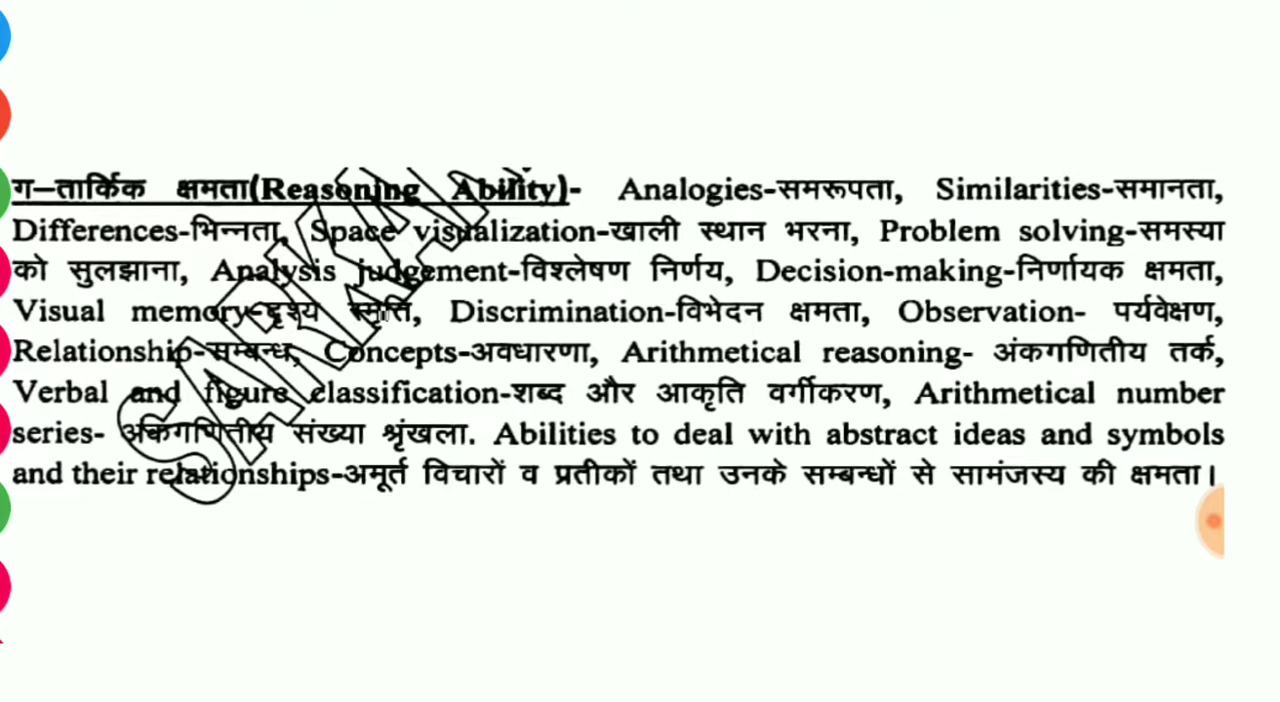 ग–तार्किक क्षमता(Reasoning Ability)- Analogies-समरूपता, Similarities-समानता,
Differences-भिन्नता, Space visualization-खाली स्थान भरना, Problem solving-समस्या
को सुलझाना, Analysis judgement-विश्लेषण निर्णय, Decision-making-निर्णायक क्षमता,
Visual memory-दृश्य स्मृति, Discrimination-विभेदन क्षमता, Observation- पर्यवेक्षण,
Relationship-सम्बन्ध, Concepts-अवधारणा, Arithmetical reasoning- अंकगणितीय तर्क,
Verbal and figure classification-शब्द और आकृति वर्गीकरण, Arithmetical number
series- अंकगणितीय संख्या श्रृंखला. Abilities to deal with abstract ideas and symbols
and their relationships-अमूर्त विचारों व प्रतीकों तथा उनके सम्बन्धों से सामंजस्य की क्षमता।